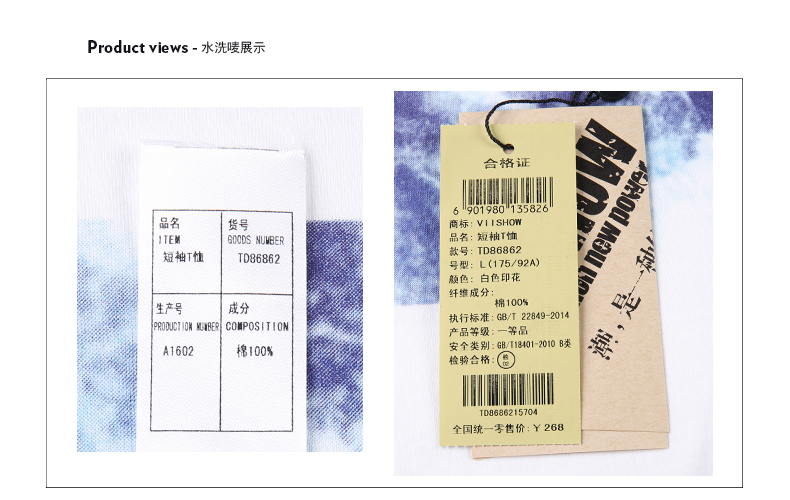 Product views - 水洗唛展示
品名
ITEM
短袖T恤
货号
GOODS NUMBER
TD86862
生产号
PRODUCTION NUMBER
A1602
成分
COMPOSITION
棉100%
合格证
6 901980 135826
商标: VIISHOW
品名: 短袖T恤
款号: TD86862
号型: L(175/92A)
颜色: 白色印花
纤维成分:
棉100%
执行标准: GB/T 22849-2014
产品等级: 一等品
安全类别: GB/T18401-2010 B类
检验合格:
TD8686215704
全国统一零售价: ¥ 268
new power
潮,是一种